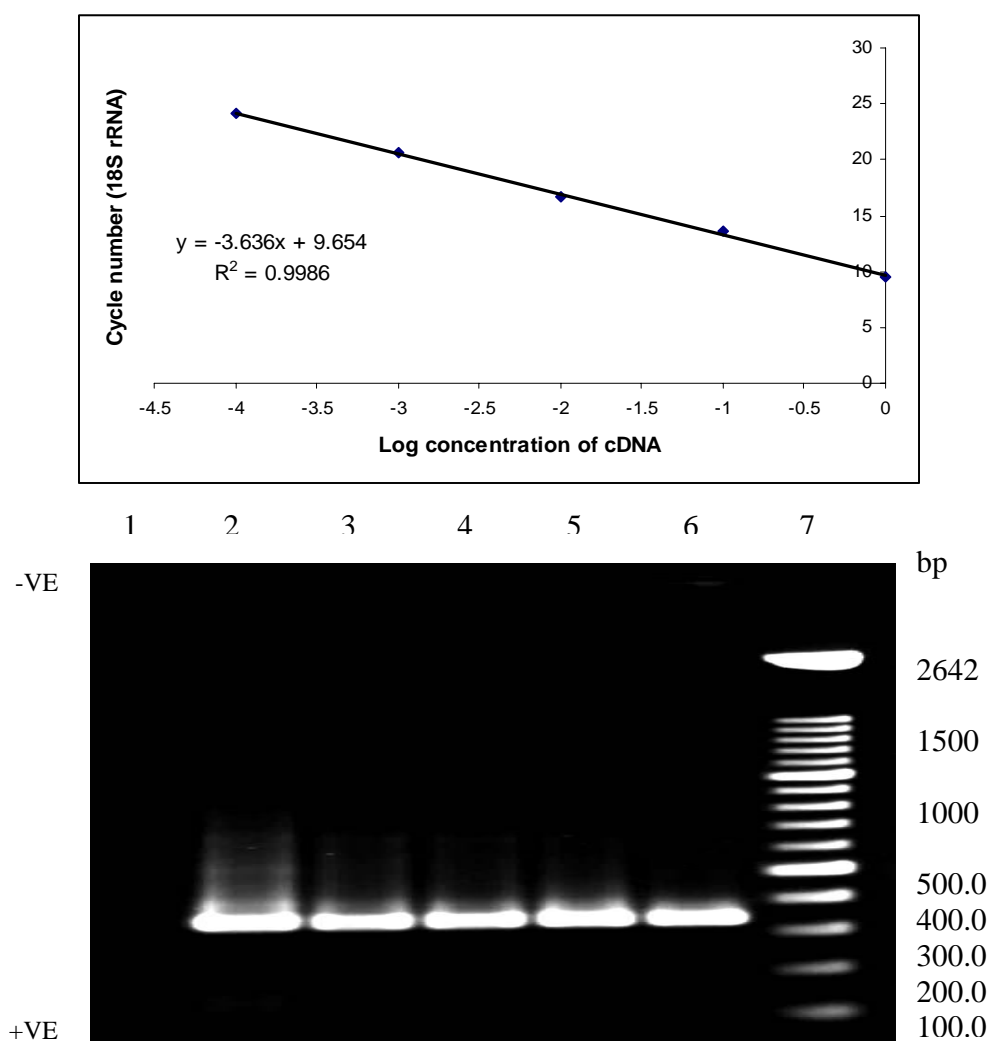 30
25
20
15
10
5
0
Cycle number (18S rRNA)
y = -3.636x + 9.654
R² = 0.9986
-4.5 -4 -3.5 -3 -2.5 -2 -1.5 -1 -0.5 0
Log concentration of cDNA
1 2 3 4 5 6 7
bp
-VE
2642
1500
1000
500.0
400.0
300.0
200.0
100.0
+VE